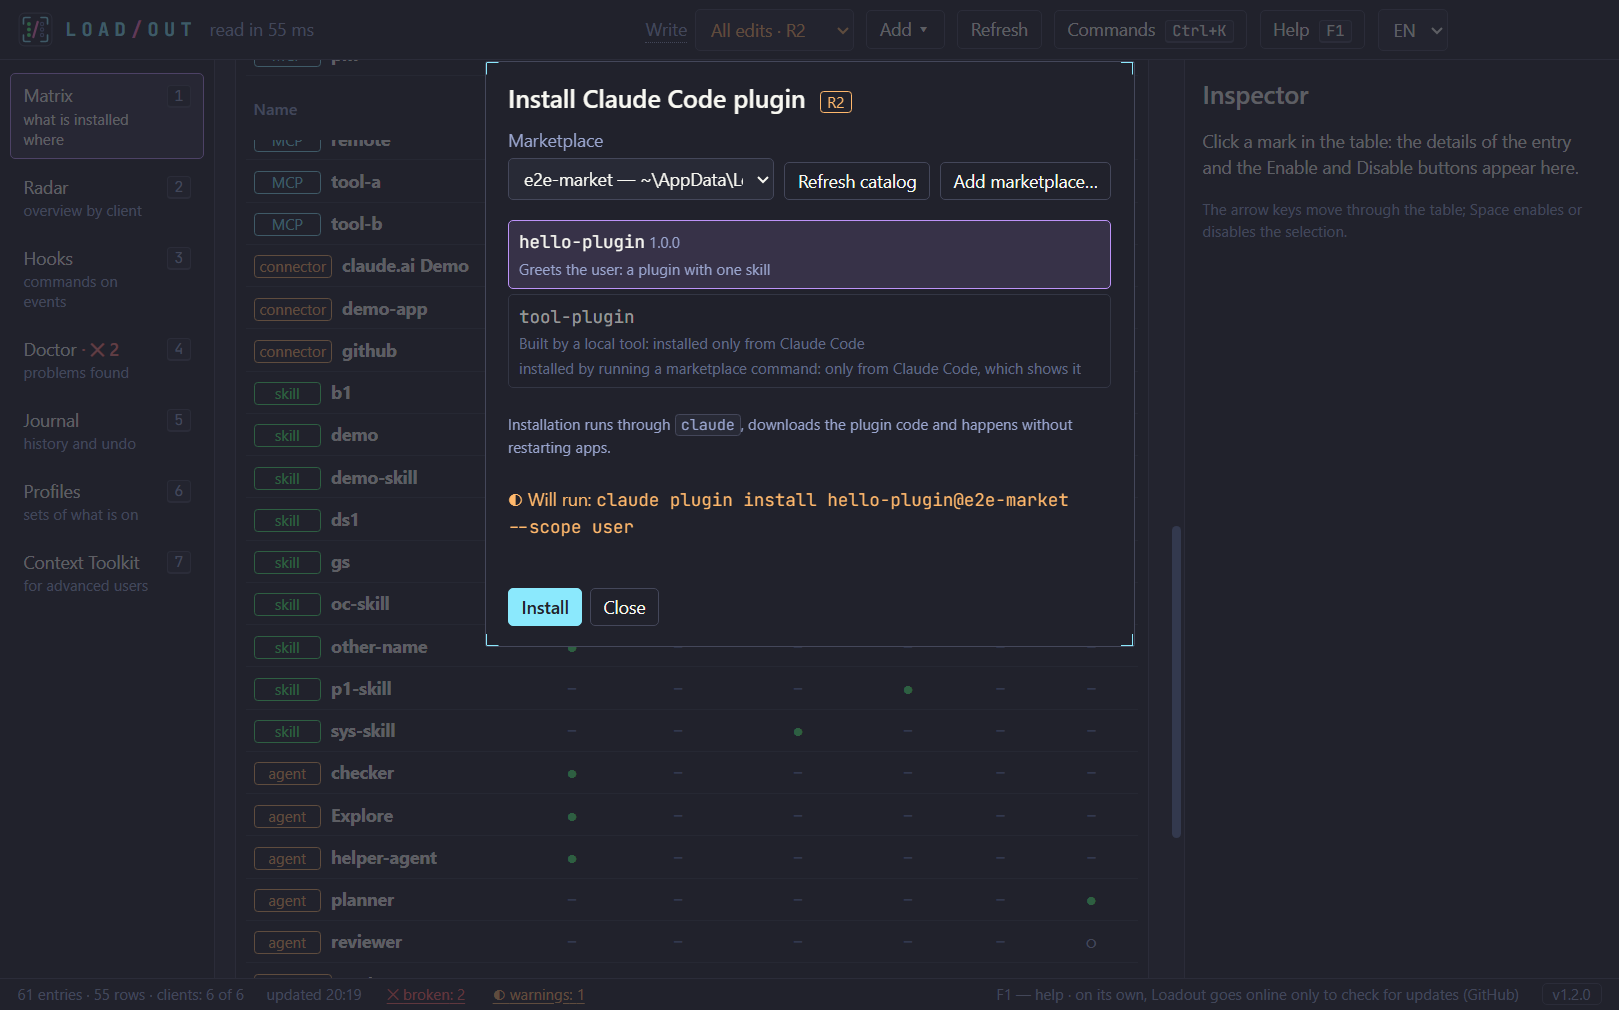 LOAD/OUT
read in 55 ms
Write
All edits · R2
Add
Refresh
Commands Ctrl+K
Help F1
EN
Matrix 1
what is installed
where
Radar 2
overview by client
Hooks 3
commands on
events
Doctor · 2 4
problems found
Journal 5
history and undo
Profiles 6
sets of what is on
Context Toolkit 7
for advanced users
Name
MCP remote
MCP tool-a
MCP tool-b
connector claude.ai Demo
connector demo-app
connector github
skill b1
skill demo
skill demo-skill
skill ds1
skill gs
skill oc-skill
skill other-name
skill p1-skill
skill sys-skill
agent checker
agent Explore
agent helper-agent
agent planner
agent reviewer
Install Claude Code plugin R2
Marketplace
e2e-market — ~\AppData\L
Refresh catalog
Add marketplace...
hello-plugin 1.0.0
Greets the user: a plugin with one skill
tool-plugin
Built by a local tool: installed only from Claude Code
installed by running a marketplace command: only from Claude Code, which shows it
Installation runs through claude, downloads the plugin code and happens without
restarting apps.
Will run: claude plugin install hello-plugin@e2e-market
--scope user
Install
Close
Inspector
Click a mark in the table: the details of the entry
and the Enable and Disable buttons appear here.
The arrow keys move through the table; Space enables or
disables the selection.
61 entries · 55 rows · clients: 6 of 6
updated 20:19
broken: 2
warnings: 1
F1 — help · on its own, Loadout goes online only to check for updates (GitHub)
v1.2.0